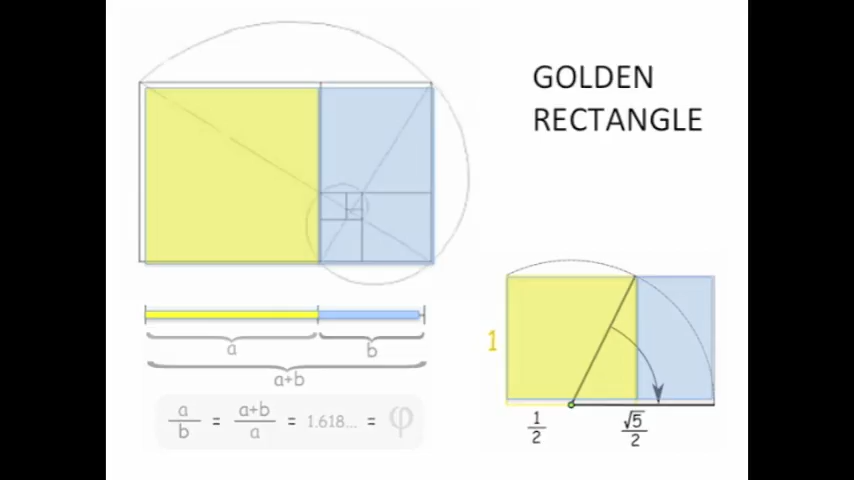 GOLDEN
RECTANGLE
a
b
a+b
a/b = a+b/a = 1.618... = φ
1
1/2
√5/2